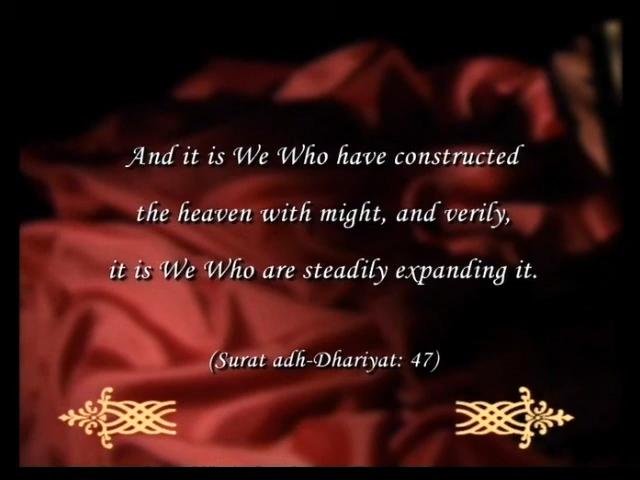 And it is We Who have constructed
the heaven with might, and verily,
it is We Who are steadily expanding it.
(Surat adh-Dhariyat: 47)